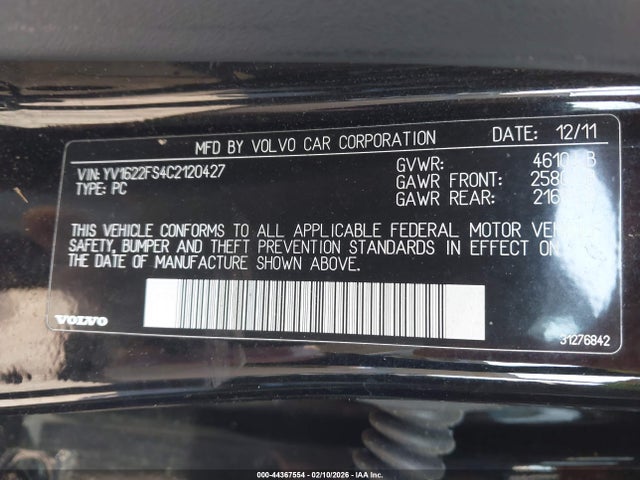 MFD BY VOLVO CAR CORPORATION DATE: 12/11
VIN: YV1622FS4C2120427
TYPE: PC
GVWR:
GAWR FRONT:
GAWR REAR:
THIS VEHICLE CONFORMS TO ALL APPLICABLE FEDERAL MOTOR
SAFETY, BUMPER AND THEFT PREVENTION STANDARDS IN EFFECT ON
THE DATE OF MANUFACTURE SHOWN ABOVE.
VOLVO
31276842
000-44367554 - 02/10/2026 - IAA Inc.